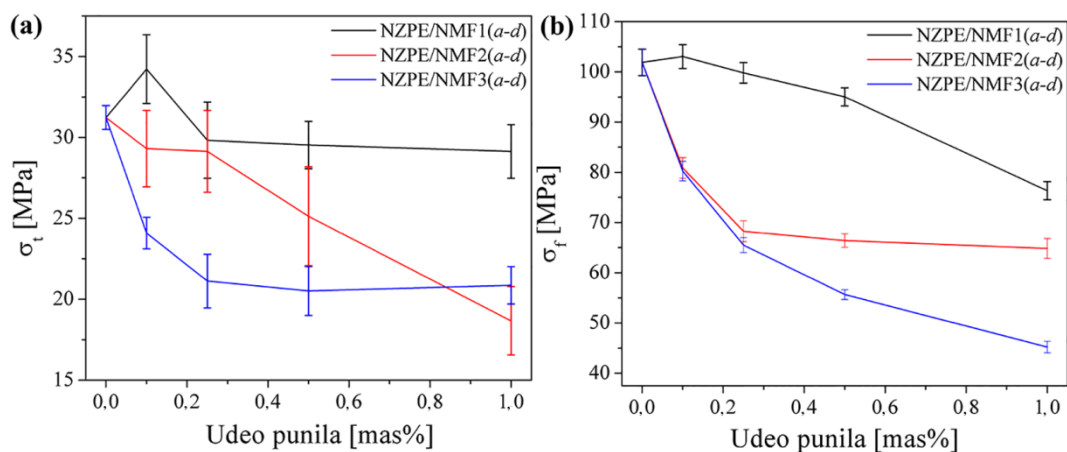 (a)
NZPE/NMF1(a-d)
NZPE/NMF2(a-d)
NZPE/NMF3(a-d)
35
30
25
20
15
σt [MPa]
0,0 0,2 0,4 0,6 0,8 1,0
Udeo punila [mas%]
(b)
NZPE/NMF1(a-d)
NZPE/NMF2(a-d)
NZPE/NMF3(a-d)
110
100
90
80
70
60
50
40
σf [MPa]
0,0 0,2 0,4 0,6 0,8 1,0
Udeo punila [mas%]